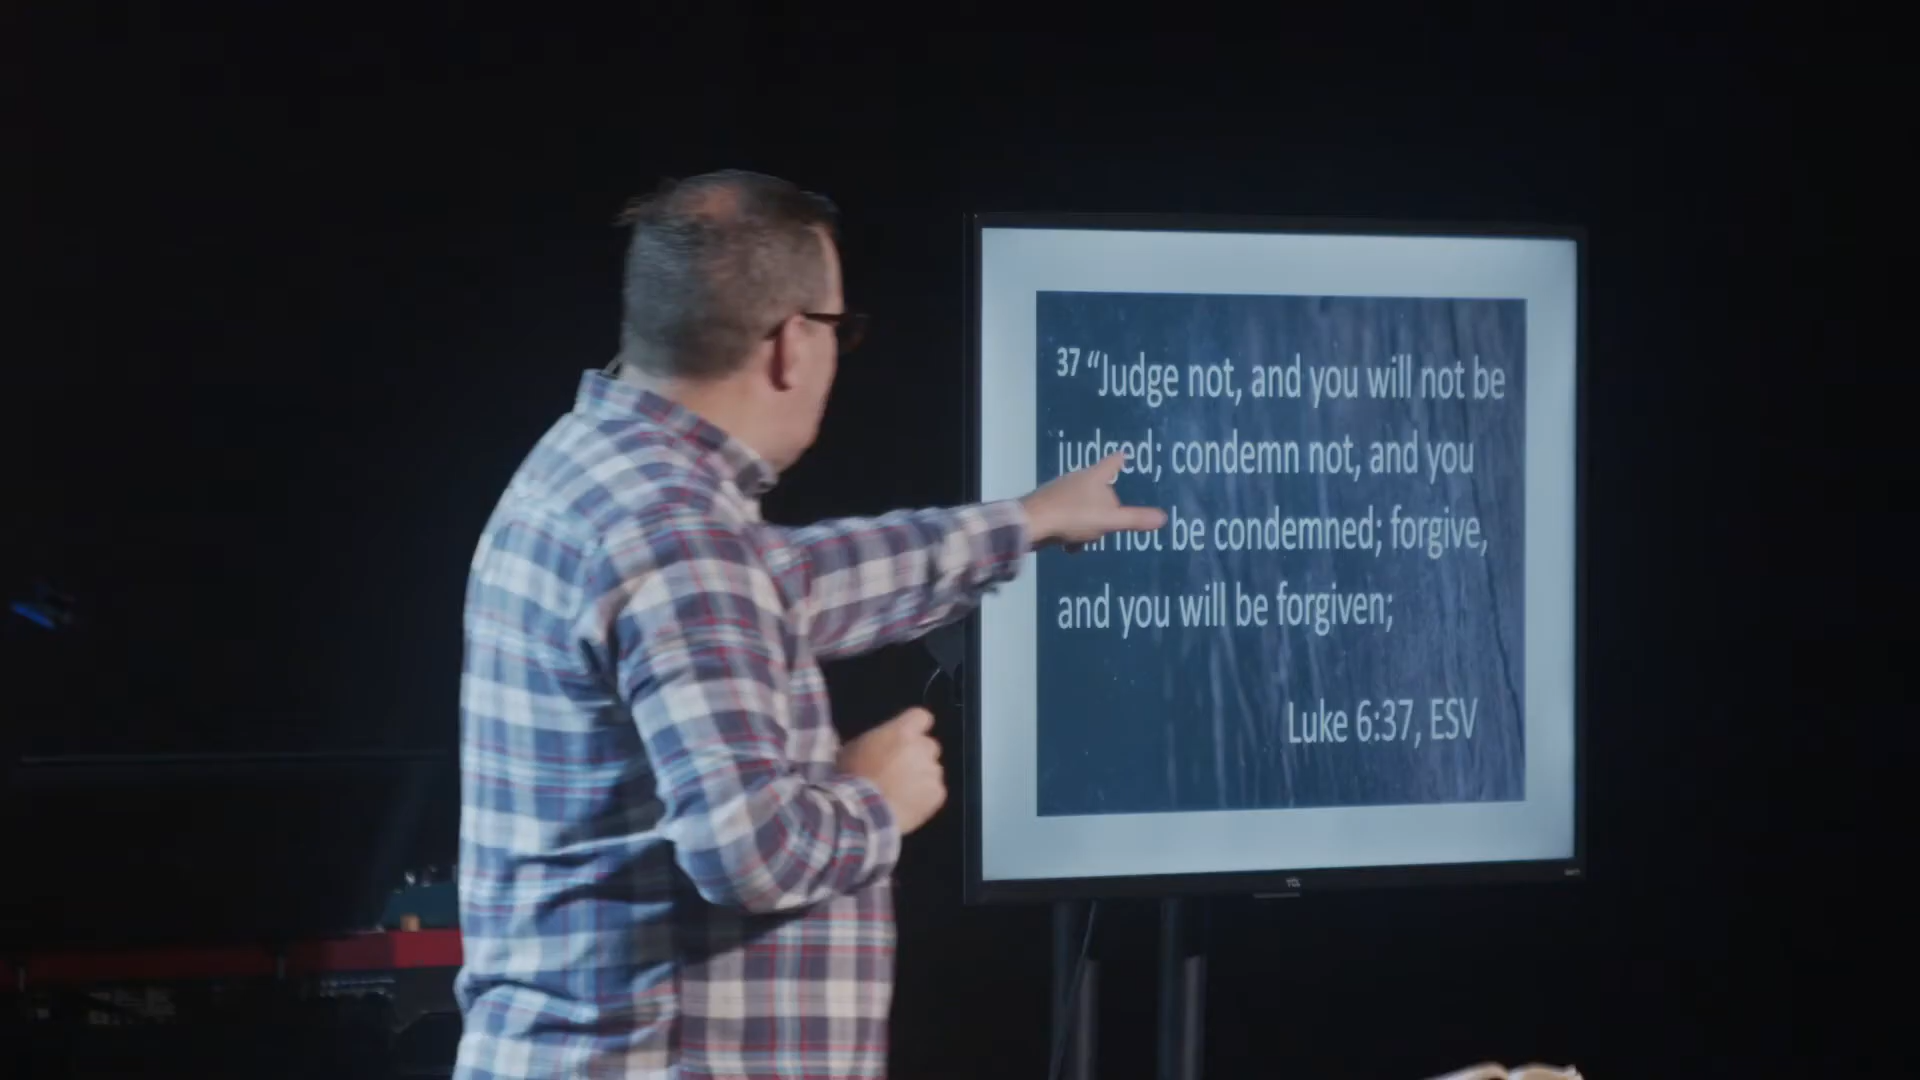 37 “Judge not, and you will not be
judged; condemn not, and you
not be condemned; forgive,
and you will be forgiven;
Luke 6:37, ESV
TCL